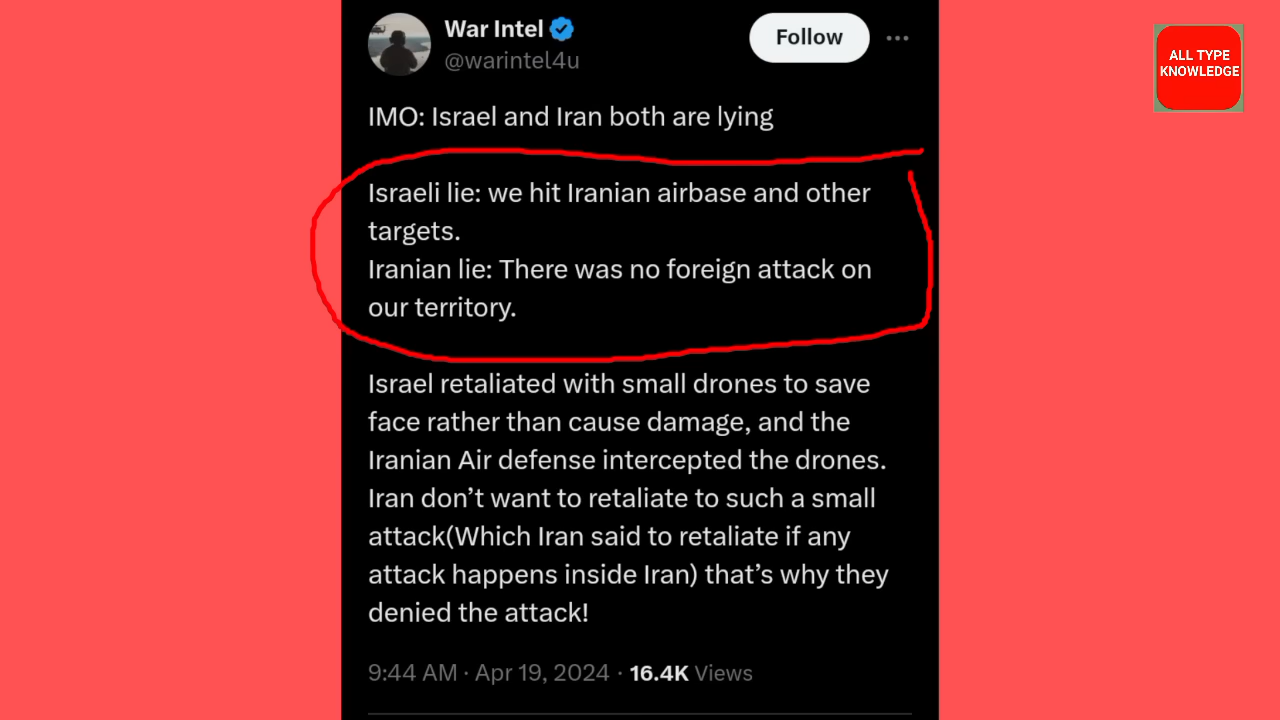 War Intel
@warintel4u
Follow
ALL TYPE
KNOWLEDGE
IMO: Israel and Iran both are lying
Israeli lie: we hit Iranian airbase and other
targets.
Iranian lie: There was no foreign attack on
our territory.
Israel retaliated with small drones to save
face rather than cause damage, and the
Iranian Air defense intercepted the drones.
Iran don’t want to retaliate to such a small
attack(Which Iran said to retaliate if any
attack happens inside Iran) that’s why they
denied the attack!
9:44 AM · Apr 19, 2024 · 16.4K Views